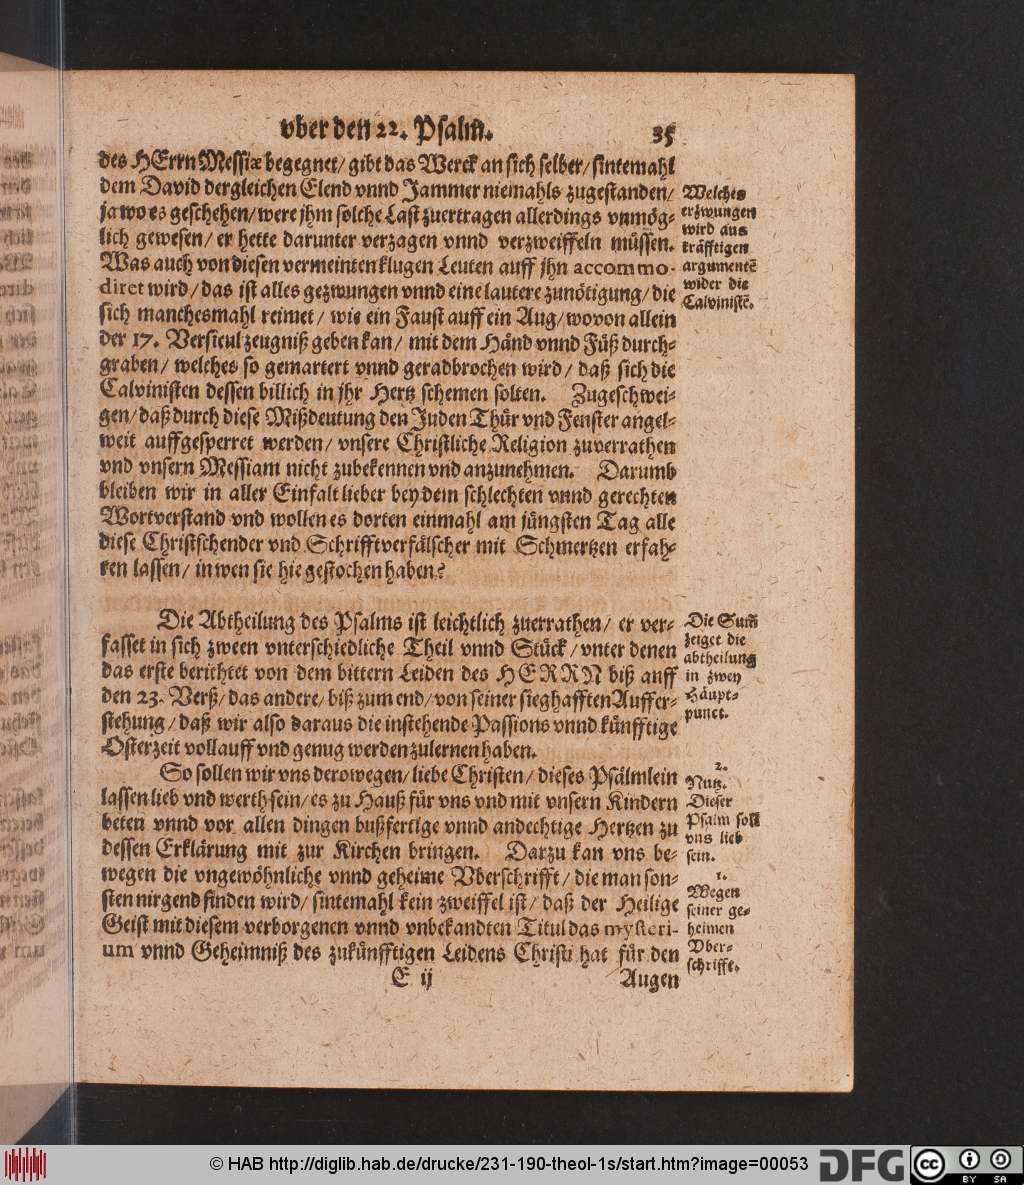 vber den 22. Psalm. 35
des HErrn Messiæ begegnet/ gibt das Werck an sich selber/ sintemahl
dem David dergleichen Elend vnnd Jammer niemahls zugestanden/
ja wo es geschehen/ were jhm solche Last zuertragen allerdings vnmög-
lich gewesen/ er hette darunter verzagen vnnd verzweiffeln müssen.
Was auch von diesen vermeinten klugen Leuten auff jhn accommo-
diret wird/ das ist alles gezwungen vnnd eine lautere zunötigung/ die
sich manchesmahl reimet/ wie ein Faust auff ein Aug/ wovon allein
der 17. Versicul zeugniß geben kan/ mit dem Händ vnnd Füß durch-
graben/ welches so gemartert vnnd geradbrochen wird/ daß sich die
Calvinisten dessen billich in jhr Hertz schemen solten. Zugeschwei-
gen/ daß durch diese Mißdeutung den Juden Thür vnd Fenster angel-
weit auffgesperret werden/ vnsere Christliche Religion zuverrathen
vnd vnsern Messiam nicht zubekennen vnd anzunehmen. Darumb
bleiben wir in aller Einfalt lieber bey dem schlechten vnnd gerechten
Wortverstand vnd wollen es dorten einmahl am jüngsten Tag alle
diese Christschender vnd Schrifftverfälscher mit Schmertzen erfah-
ren lassen/ in wen sie hie gestochen haben?
Welches
erzwungen
wird aus
kräfftigen
argumentẽ
wider die
Calvinistẽ.
Die Abtheilung des Psalms ist leichtlich zuerrathen/ er ver-
fasset in sich zween vnterschiedliche Theil vnnd Stück/ vnter denen
das erste berichtet von dem bittern Leiden des HERRN biß auff
den 23. Verß/ das andere/ biß zum end/ von seiner sieghafften Auffer-
stehung/ daß wir also daraus die instehende Passions vnnd künfftige
Osterzeit vollauff vnd genug werden zulernen haben.
Die Sum̃
zeiget die
abtheilung
in zwey
Häupt-
punct.
So sollen wir vns derowegen/ liebe Christen/ dieses Psälmlein
lassen lieb vnd werth sein/ es zu Hauß für vns vnd mit vnsern Kindern
beten vnnd vor allen dingen bußfertige vnnd andechtige Hertzen zu
dessen Erklärung mit zur Kirchen bringen. Darzu kan vns be-
wegen die vngewöhnliche vnnd geheime Vberschrifft/ die man son-
sten nirgend finden wird/ sintemahl kein zweiffel ist/ daß der Heilige
Geist mit diesem verborgenen vnnd vnbekandten Titul das mysteri-
um vnnd Geheimniß des zukünfftigen Leidens Christi hat für den
2.
Nutz.
Dieser
Psalm soll
vns lieb
sein.
1.
Wegen
seiner ge-
heimen
Vber-
schrifft.
E ij Augen
© HAB http://diglib.hab.de/drucke/231-190-theol-1s/start.htm?image=00053 DFG cc BY SA